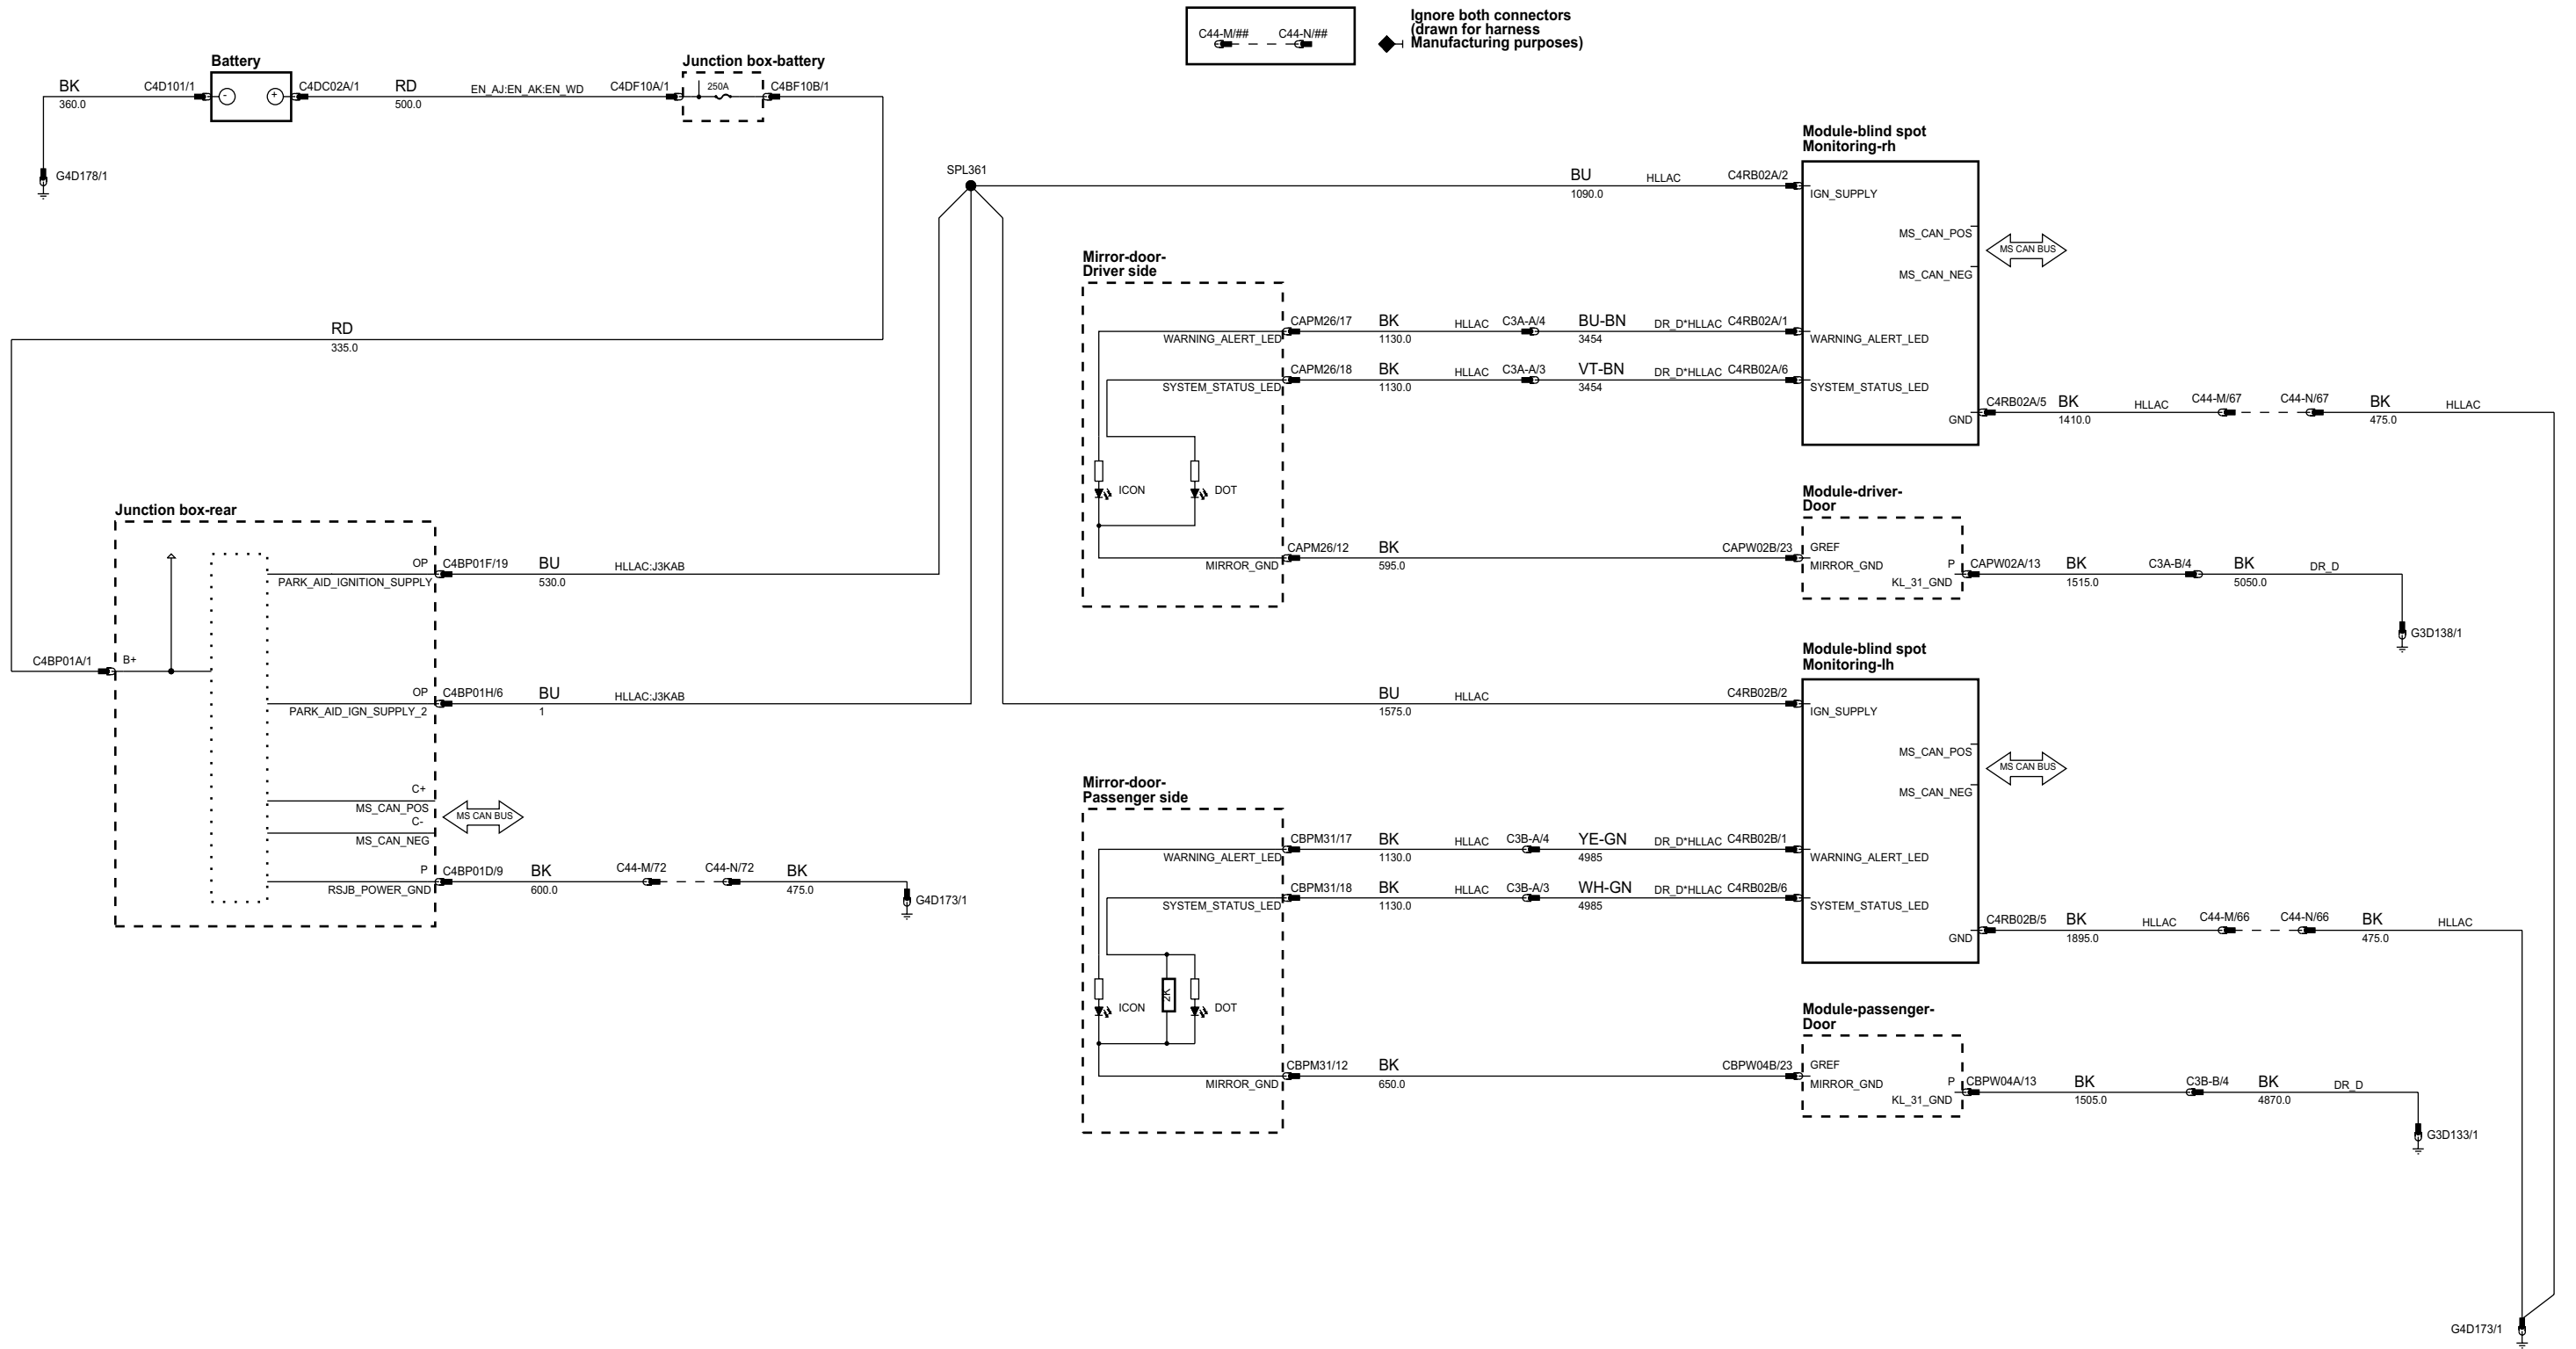 C44-M/## C44-N/##
Ignore both connectors
(drawn for harness
Manufacturing purposes)
Battery
BK
360.0
C4D101/1
-
+
C4DC02A/1
RD
500.0
EN_AJ:EN_AK:EN_WD
C4DF10A/1
Junction box-battery
250A
C4BF10B/1
G4D178/1
RD
335.0
SPL361
BU
1090.0
HLLAC
C4RB02A/2
Module-blind spot
Monitoring-rh
IGN_SUPPLY
MS_CAN_POS
MS_CAN_NEG
MS CAN BUS
WARNING_ALERT_LED
SYSTEM_STATUS_LED
GND
Mirror-door-
Driver side
WARNING_ALERT_LED
CAPM26/17
BK
1130.0
HLLAC
C3A-A/4
BU-BN
3454
DR_D*HLLAC
C4RB02A/1
SYSTEM_STATUS_LED
CAPM26/18
BK
1130.0
HLLAC
C3A-A/3
VT-BN
3454
DR_D*HLLAC
C4RB02A/6
C4RB02A/5
BK
1410.0
HLLAC
C44-M/67
C44-N/67
BK
475.0
HLLAC
ICON
DOT
MIRROR_GND
CAPM26/12
BK
595.0
CAPW02B/23
Module-driver-
Door
GREF
MIRROR_GND
P
KL_31_GND
CAPW02A/13
BK
1515.0
C3A-B/4
BK
5050.0
DR_D
G3D138/1
Junction box-rear
C4BP01A/1
B+
OP
PARK_AID_IGNITION_SUPPLY
C4BP01F/19
BU
530.0
HLLAC:J3KAB
OP
PARK_AID_IGN_SUPPLY_2
C4BP01H/6
BU
1
HLLAC:J3KAB
C+
MS_CAN_POS
C-
MS_CAN_NEG
MS CAN BUS
P
RSJB_POWER_GND
C4BP01D/9
BK
600.0
C44-M/72
C44-N/72
BK
475.0
G4D173/1
BU
1575.0
HLLAC
C4RB02B/2
Module-blind spot
Monitoring-lh
IGN_SUPPLY
MS_CAN_POS
MS_CAN_NEG
MS CAN BUS
WARNING_ALERT_LED
SYSTEM_STATUS_LED
GND
Mirror-door-
Passenger side
WARNING_ALERT_LED
CBPM31/17
BK
1130.0
HLLAC
C3B-A/4
YE-GN
4985
DR_D*HLLAC
C4RB02B/1
SYSTEM_STATUS_LED
CBPM31/18
BK
1130.0
HLLAC
C3B-A/3
WH-GN
4985
DR_D*HLLAC
C4RB02B/6
C4RB02B/5
BK
1895.0
HLLAC
C44-M/66
C44-N/66
BK
475.0
HLLAC
ICON
2K
DOT
MIRROR_GND
CBPM31/12
BK
650.0
CBPW04B/23
Module-passenger-
Door
GREF
MIRROR_GND
P
KL_31_GND
CBPW04A/13
BK
1505.0
C3B-B/4
BK
4870.0
DR_D
G3D133/1
G4D173/1